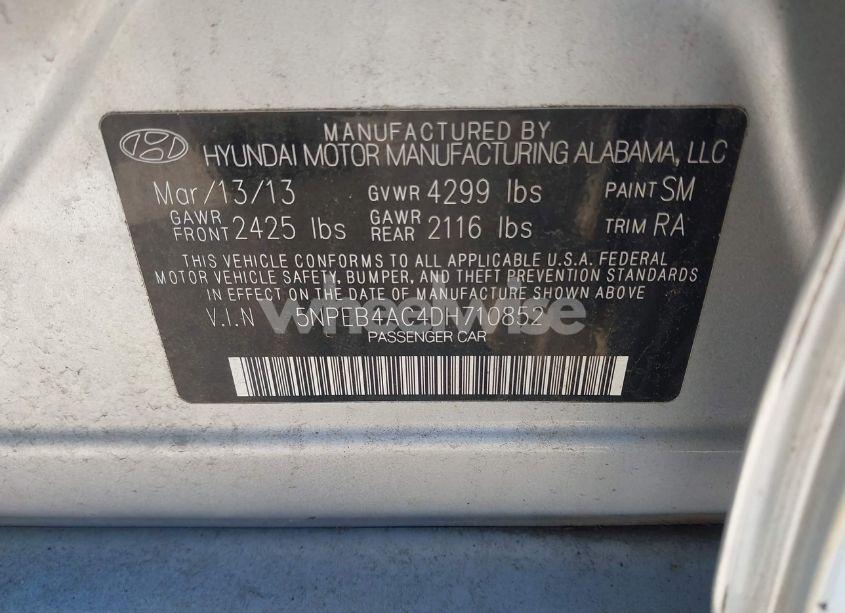 MANUFACTURED BY
HYUNDAI MOTOR MANUFACTURING ALABAMA, LLC
Mar/13/13 GVWR 4299 lbs PAINT SM
GAWR FRONT 2425 lbs GAWR REAR 2116 lbs TRIM RA
THIS VEHICLE CONFORMS TO ALL APPLICABLE U.S.A. FEDERAL
MOTOR VEHICLE SAFETY, BUMPER, AND THEFT PREVENTION STANDARDS
IN EFFECT ON THE DATE OF MANUFACTURE SHOWN ABOVE
V.I.N 5NPEB4AC4DH710852
PASSENGER CAR
wheelwise